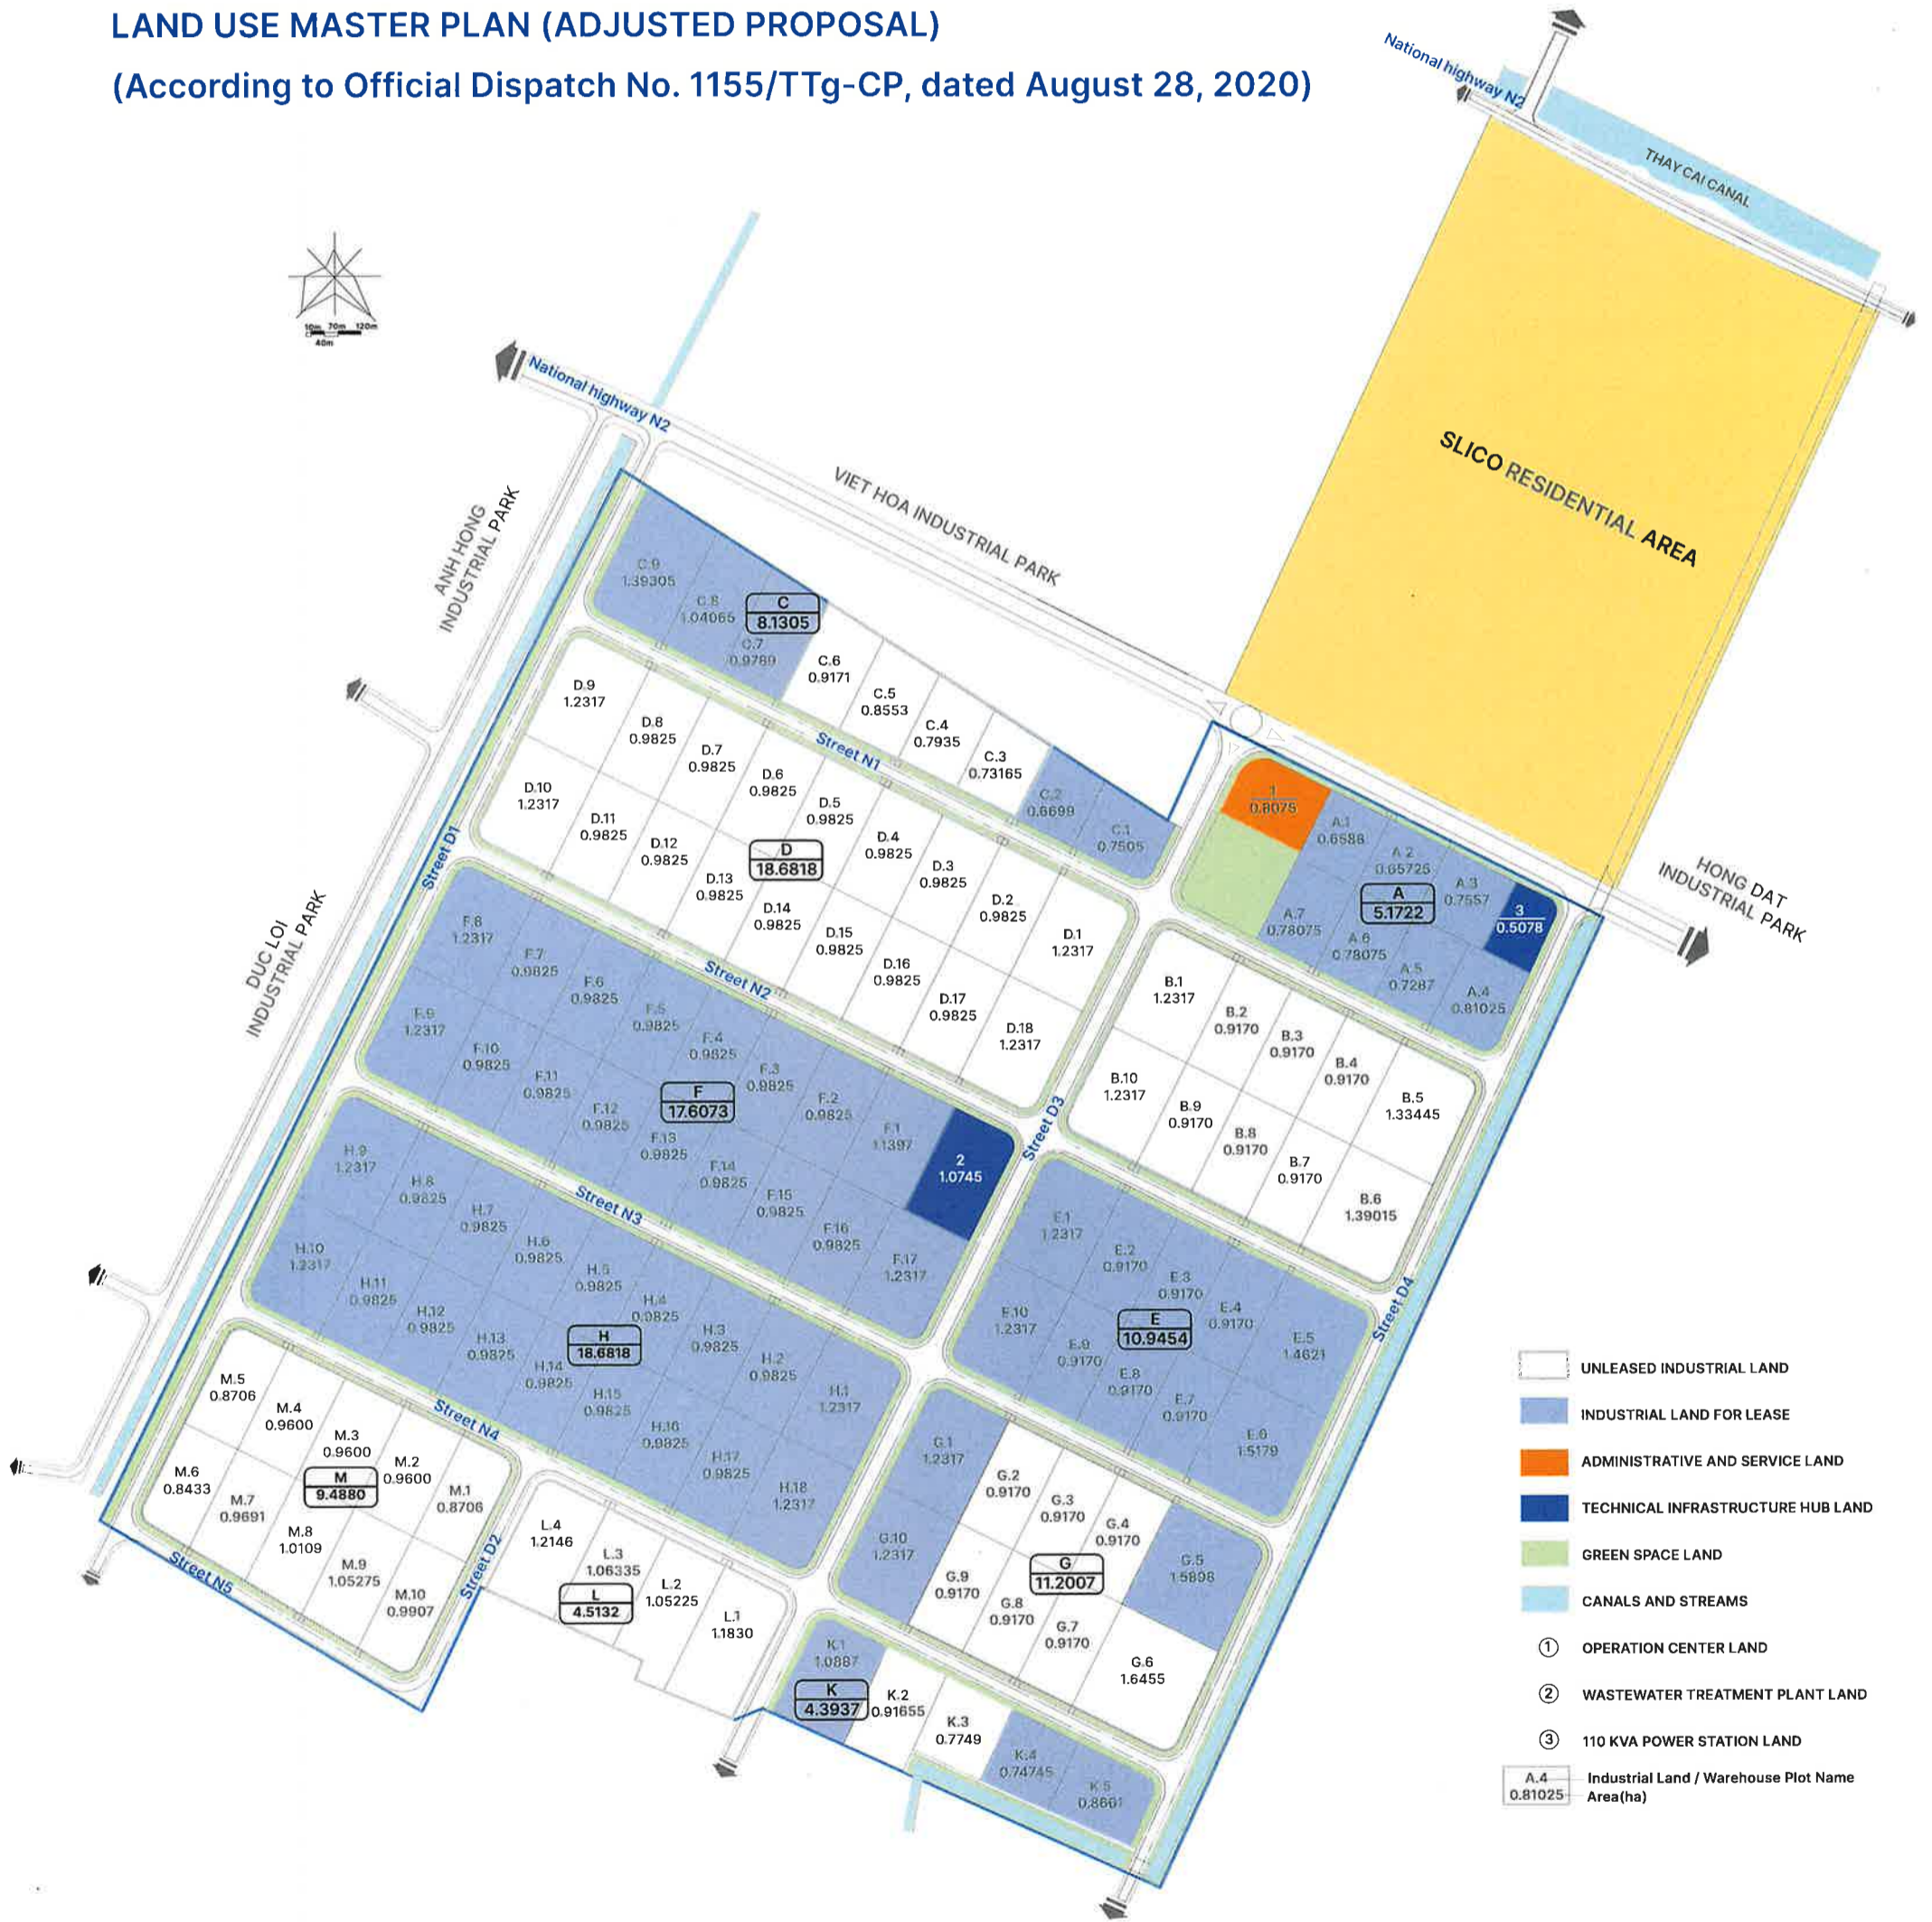 LAND USE MASTER PLAN (ADJUSTED PROPOSAL)
(According to Official Dispatch No. 1155/TTg-CP, dated August 28, 2020)
National highway N2
THAY CAI CANAL
SLICO RESIDENTIAL AREA
10m 70m 120m
40m
National highway N2
VIET HOA INDUSTRIAL PARK
ANH HONG
INDUSTRIAL PARK
DUC LOI
INDUSTRIAL PARK
HONG DAT
INDUSTRIAL PARK
C.9
1.39305
C.8
1.04065
C
8.1305
C.7
0.9789
C.6
0.9171
C.5
0.8553
C.4
0.7935
C.3
0.73165
C.2
0.6699
C.1
0.7505
Street N1
1
0.8075
A.1
0.6588
A.2
0.65725
A.3
0.7557
A
5.1722
3
0.5078
A.7
0.78075
A.6
0.78075
A.5
0.7287
A.4
0.81025
D.9
1.2317
D.8
0.9825
D.7
0.9825
D.6
0.9825
D.5
0.9825
D.4
0.9825
D.3
0.9825
D.2
0.9825
D.1
1.2317
D
18.6818
D.10
1.2317
D.11
0.9825
D.12
0.9825
D.13
0.9825
D.14
0.9825
D.15
0.9825
D.16
0.9825
D.17
0.9825
D.18
1.2317
Street D1
Street N2
B.1
1.2317
B.2
0.9170
B.3
0.9170
B.4
0.9170
B.5
1.33445
B.10
1.2317
B.9
0.9170
B.8
0.9170
B.7
0.9170
B.6
1.39015
Street D3
F.8
1.2317
F.7
0.9825
F.6
0.9825
F.5
0.9825
F.4
0.9825
F.3
0.9825
F.2
0.9825
F.1
1.1397
2
1.0745
F
17.6073
F.9
1.2317
F.10
0.9825
F.11
0.9825
F.12
0.9825
F.13
0.9825
F.14
0.9825
F.15
0.9825
F.16
0.9825
F.17
1.2317
Street N3
E.1
1.2317
E.2
0.9170
E.3
0.9170
E.4
0.9170
E.5
1.4621
E
10.9454
E.10
1.2317
E.9
0.9170
E.8
0.9170
E.7
0.9170
E.6
1.5179
Street D4
H.9
1.2317
H.8
0.9825
H.7
0.9825
H.6
0.9825
H.5
0.9825
H.4
0.9825
H.3
0.9825
H.2
0.9825
H.1
1.2317
H
18.6818
H.10
1.2317
H.11
0.9825
H.12
0.9825
H.13
0.9825
H.14
0.9825
H.15
0.9825
H.16
0.9825
H.17
0.9825
H.18
1.2317
Street N4
G.1
1.2317
G.2
0.9170
G.3
0.9170
G.4
0.9170
G.5
1.5898
G
11.2007
G.10
1.2317
G.9
0.9170
G.8
0.9170
G.7
0.9170
G.6
1.6455
M.5
0.8706
M.4
0.9600
M.3
0.9600
M.2
0.9600
M.1
0.8706
M
9.4880
M.6
0.8433
M.7
0.9691
M.8
1.0109
M.9
1.05275
M.10
0.9907
Street N5
Street D2
L.4
1.2146
L.3
1.06335
L.2
1.05225
L.1
1.1830
L
4.5132
K.1
1.0887
K
4.3937
K.2
0.91655
K.3
0.7749
K.4
0.74745
K.5
0.8661
UNLEASED INDUSTRIAL LAND
INDUSTRIAL LAND FOR LEASE
ADMINISTRATIVE AND SERVICE LAND
TECHNICAL INFRASTRUCTURE HUB LAND
GREEN SPACE LAND
CANALS AND STREAMS
1 OPERATION CENTER LAND
2 WASTEWATER TREATMENT PLANT LAND
3 110 KVA POWER STATION LAND
A.4
0.81025
Industrial Land / Warehouse Plot Name
Area(ha)